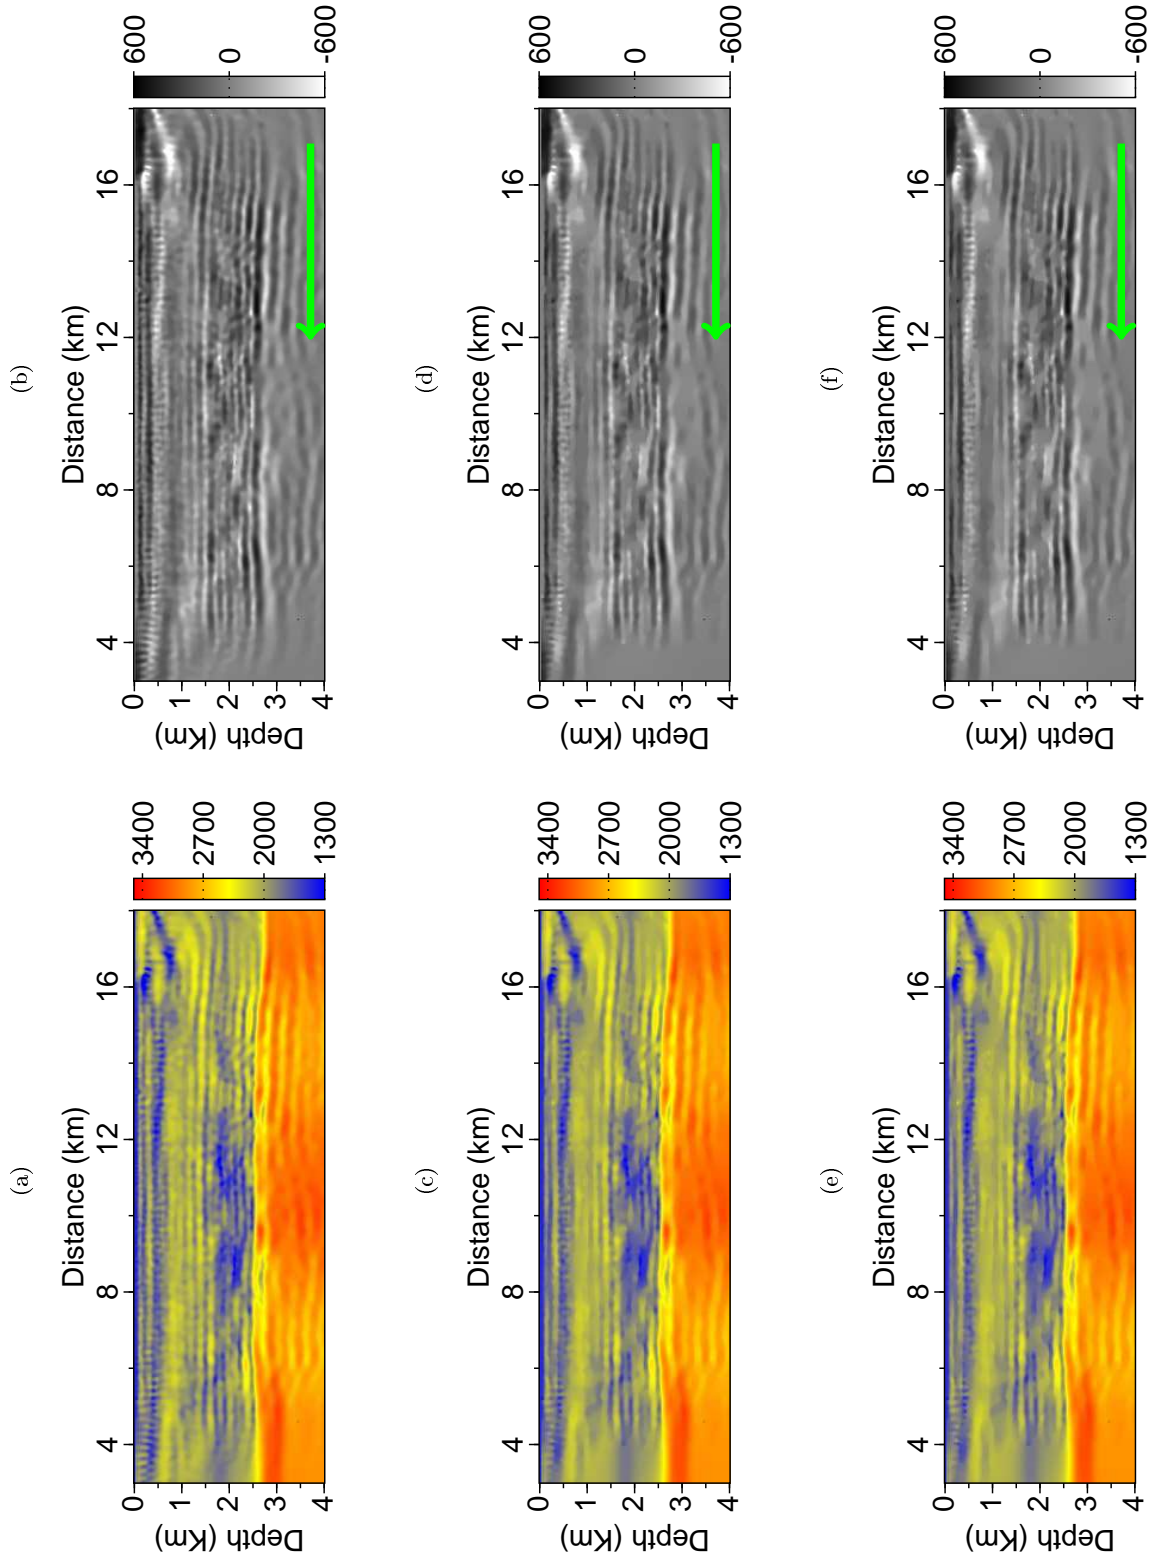 (a)
Distance (km)
4 8 12 16
Depth (Km)
0 1 2 3 4
3400 2700 2000 1300
(b)
Distance (km)
4 8 12 16
Depth (Km)
0 1 2 3 4
600 0 -600
(c)
Distance (km)
4 8 12 16
Depth (Km)
0 1 2 3 4
3400 2700 2000 1300
(d)
Distance (km)
4 8 12 16
Depth (Km)
0 1 2 3 4
600 0 -600
(e)
Distance (km)
4 8 12 16
Depth (Km)
0 1 2 3 4
3400 2700 2000 1300
(f)
Distance (km)
4 8 12 16
Depth (Km)
0 1 2 3 4
600 0 -600